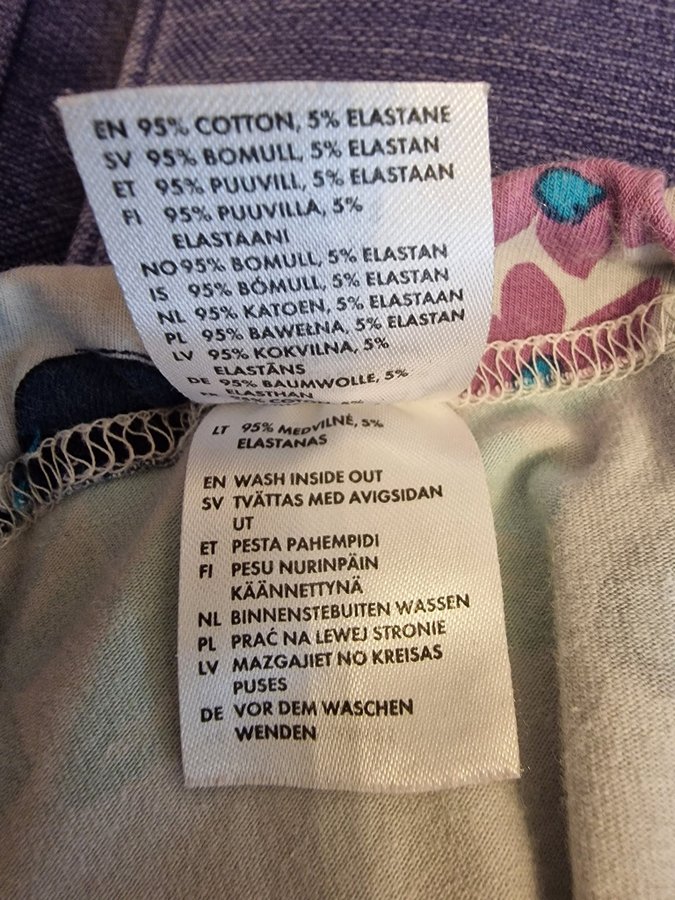 EN 95% COTTON, 5% ELASTANE
SV 95% BOMULL, 5% ELASTAN
ET 95% PUUVILL, 5% ELASTAAN
FI 95% PUUVILLA, 5%
ELASTAANI
NO 95% BOMULL, 5% ELASTAN
IS 95% BÓMULL, 5% ELASTAN
NL 95% KATOEN, 5% ELASTAAN
PL 95% BAWEŁNA, 5% ELASTAN
LV 95% KOKVILNA, 5%
ELASTĀNS
DE 95% BAUMWOLLE, 5%
ELASTHAN
LT 95% MEDVILNĖ, 5%
ELASTANAS
EN WASH INSIDE OUT
SV TVÄTTAS MED AVIGSIDAN
UT
ET PESTA PAHEMPIDI
FI PESU NURINPÄIN
KÄÄNNETTYNÄ
NL BINNENSTEBUITEN WASSEN
PL PRAĆ NA LEWEJ STRONIE
LV MAZGAJIET NO KREISAS
PUSES
DE VOR DEM WASCHEN
WENDEN